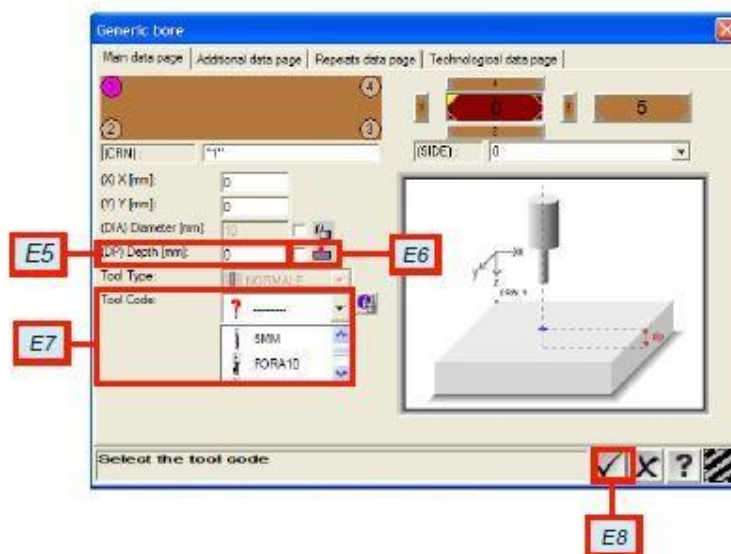 Generic bore
Main data page Additional data page Repeats data page Technological data page
1 4
2 3
0 5
(CRN) : "1" (SIDE) : 0
(X) X [mm]: 0
(Y) Y [mm]: 0
(DIA) Diameter [mm]: 10
E5 (DP) Depth [mm]: 0 E6
Tool Type: NORMALE
Tool Code: ? --------
E7
5MM
FORA10
Select the tool code
?
E8